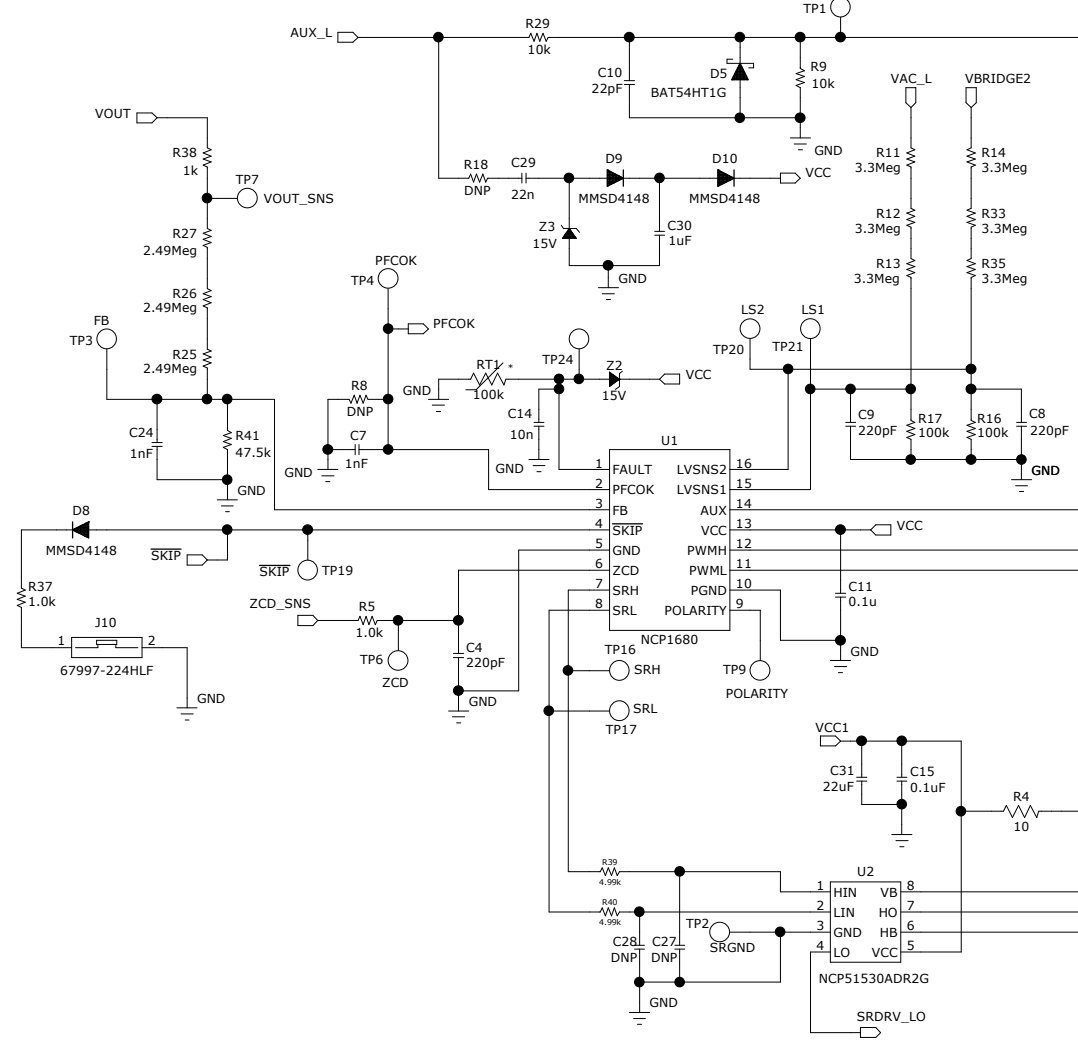 TP1
AUX_L
R29
10k
C10
22pF
D5
BAT54HT1G
R9
10k
GND
VAC_L
VBRIDGE2
VOUT
R38
1k
TP7
VOUT_SNS
R27
2.49Meg
R26
2.49Meg
R25
2.49Meg
R18
DNP
C29
22n
D9
MMSD4148
D10
MMSD4148
VCC
Z3
15V
C30
1uF
GND
R11
3.3Meg
R14
3.3Meg
R12
3.3Meg
R33
3.3Meg
R13
3.3Meg
R35
3.3Meg
PFCOK
TP4
PFCOK
FB
TP3
LS2
TP20
LS1
TP21
TP24
RT1 *
100k
GND
Z2
15V
VCC
R8
DNP
C7
1nF
GND
C14
10n
GND
C24
1nF
R41
47.5k
GND
C9
220pF
R17
100k
R16
100k
C8
220pF
GND
U1
1 FAULT LVSNS2 16
2 PFCOK LVSNS1 15
3 FB AUX 14
4 SKIP VCC 13
5 GND PWMH 12
6 ZCD PWML 11
7 SRH PGND 10
8 SRL POLARITY 9
NCP1680
D8
MMSD4148
SKIP
SKIP
TP19
R37
1.0k
J10
1 2
67997-224HLF
GND
ZCD_SNS
R5
1.0k
TP6
ZCD
C4
220pF
GND
VCC
C11
0.1u
GND
TP16
SRH
SRL
TP17
TP9
POLARITY
VCC1
C31
22uF
C15
0.1uF
R4
10
R39
4.99k
R40
4.99k
C28
DNP
C27
DNP
TP2
SRGND
GND
U2
1 HIN VB 8
2 LIN HO 7
3 GND HB 6
4 LO VCC 5
NCP51530ADR2G
SRDRV_LO